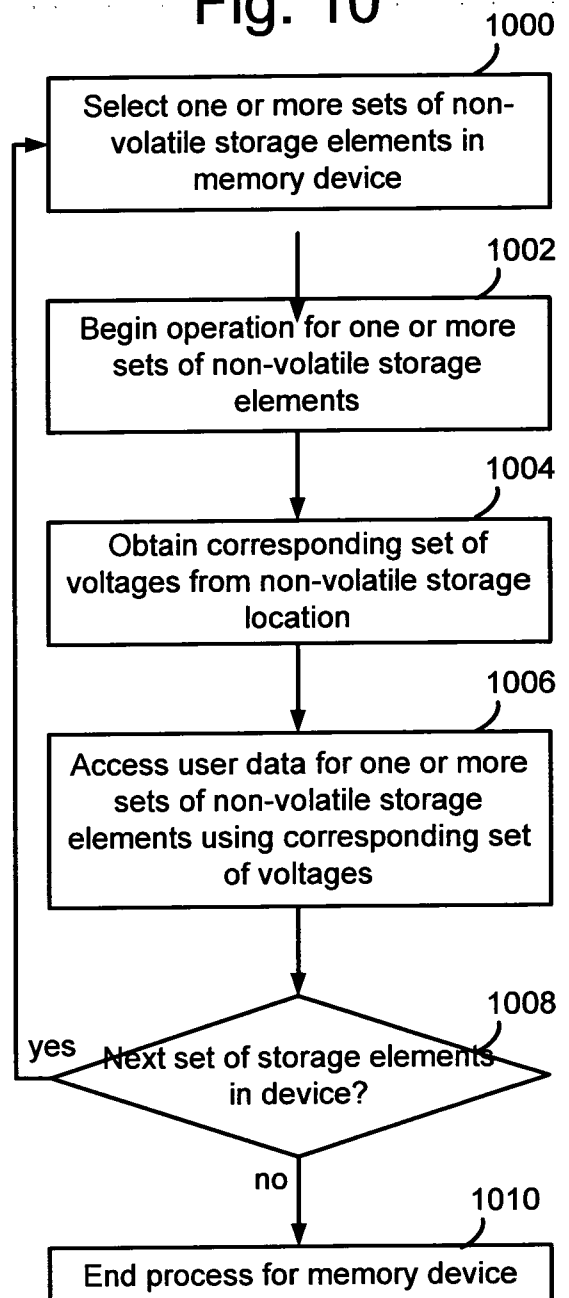 Fig. 10
1000
Select one or more sets of non-
volatile storage elements in
memory device
1002
Begin operation for one or more
sets of non-volatile storage
elements
1004
Obtain corresponding set of
voltages from non-volatile storage
location
1006
Access user data for one or more
sets of non-volatile storage
elements using corresponding set
of voltages
1008
yes
Next set of storage elements
in device?
no
1010
End process for memory device